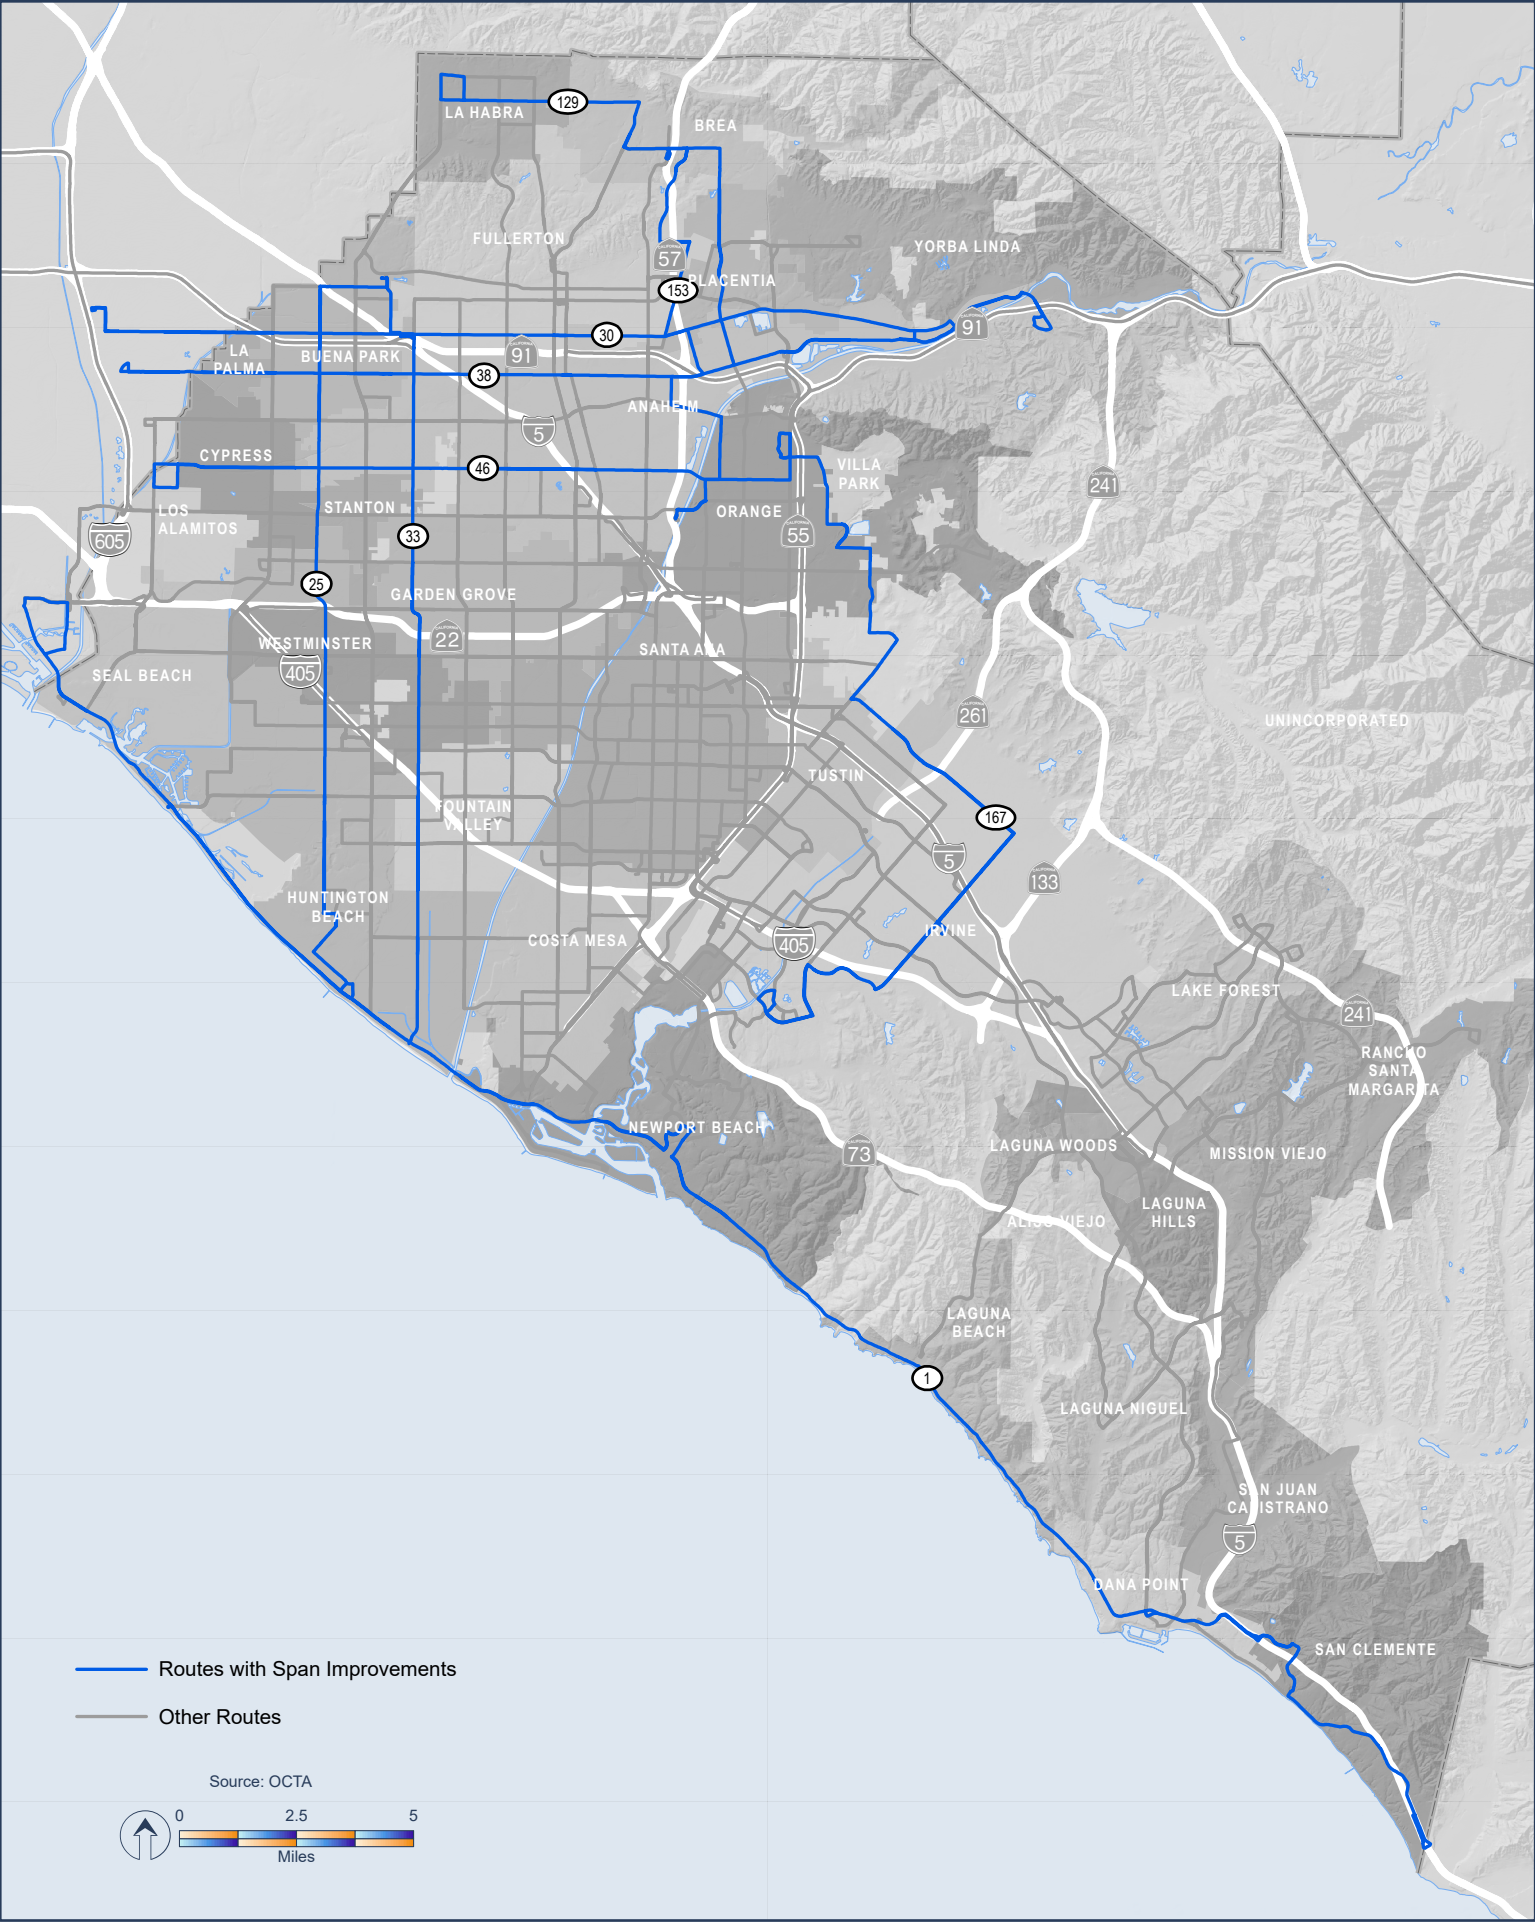 129
LA HABRA
BREA
FULLERTON
YORBA LINDA
57
PLACENTIA
153
30
91
91
LA
PALMA
BUENA PARK
38
ANAHEIM
5
CYPRESS
46
VILLA
PARK
241
STANTON
LOS
ALAMITOS
ORANGE
605
33
55
25
GARDEN GROVE
22
WESTMINSTER
405
SANTA ANA
SEAL BEACH
261
UNINCORPORATED
TUSTIN
FOUNTAIN
VALLEY
167
5
133
HUNTINGTON
BEACH
COSTA MESA
405
IRVINE
LAKE FOREST
241
RANCHO
SANTA
MARGARITA
NEWPORT BEACH
73
LAGUNA WOODS
MISSION VIEJO
LAGUNA
HILLS
ALISO VIEJO
LAGUNA
BEACH
1
LAGUNA NIGUEL
SAN JUAN
CAPISTRANO
5
DANA POINT
SAN CLEMENTE
Routes with Span Improvements
Other Routes
Source: OCTA
0 2.5 5
Miles